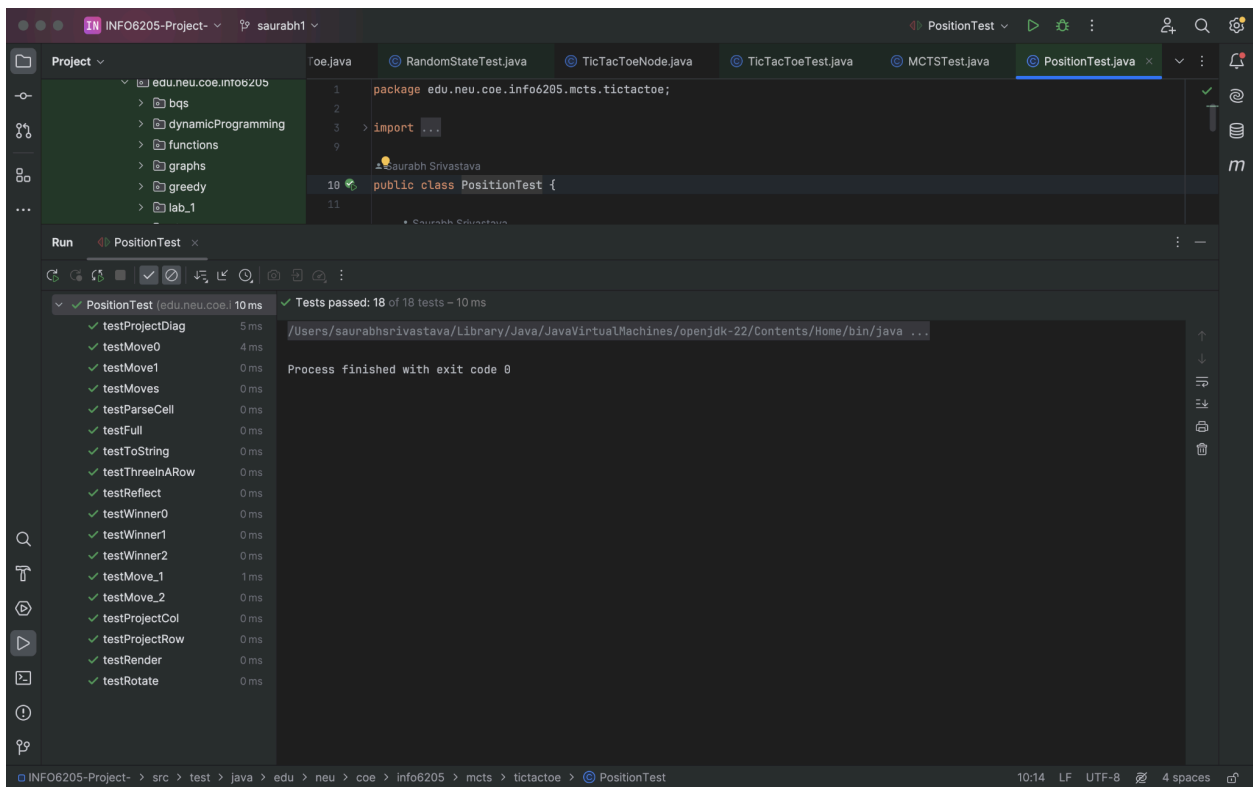 IN INFO6205-Project- saurabh1 PositionTest
Project
Toe.java RandomStateTest.java TicTacToeNode.java TicTacToeTest.java MCTSTest.java PositionTest.java
edu.neu.coe.info6205
bqs
dynamicProgramming
functions
graphs
greedy
lab_1
1 package edu.neu.coe.info6205.mcts.tictactoe;
2
3 import ...
9
Saurabh Srivastava
10 public class PositionTest {
11
Saurabh Srivastava
m
Run PositionTest
PositionTest (edu.neu.coe.i 10 ms
testProjectDiag 5 ms
testMove0 4 ms
testMove1 0 ms
testMoves 0 ms
testParseCell 0 ms
testFull 0 ms
testToString 0 ms
testThreeInARow 0 ms
testReflect 0 ms
testWinner0 0 ms
testWinner1 0 ms
testWinner2 0 ms
testMove_1 1 ms
testMove_2 0 ms
testProjectCol 0 ms
testProjectRow 0 ms
testRender 0 ms
testRotate 0 ms
Tests passed: 18 of 18 tests – 10 ms
/Users/saurabhsrivastava/Library/Java/JavaVirtualMachines/openjdk-22/Contents/Home/bin/java ...
Process finished with exit code 0
INFO6205-Project- > src > test > java > edu > neu > coe > info6205 > mcts > tictactoe > PositionTest
10:14 LF UTF-8 4 spaces